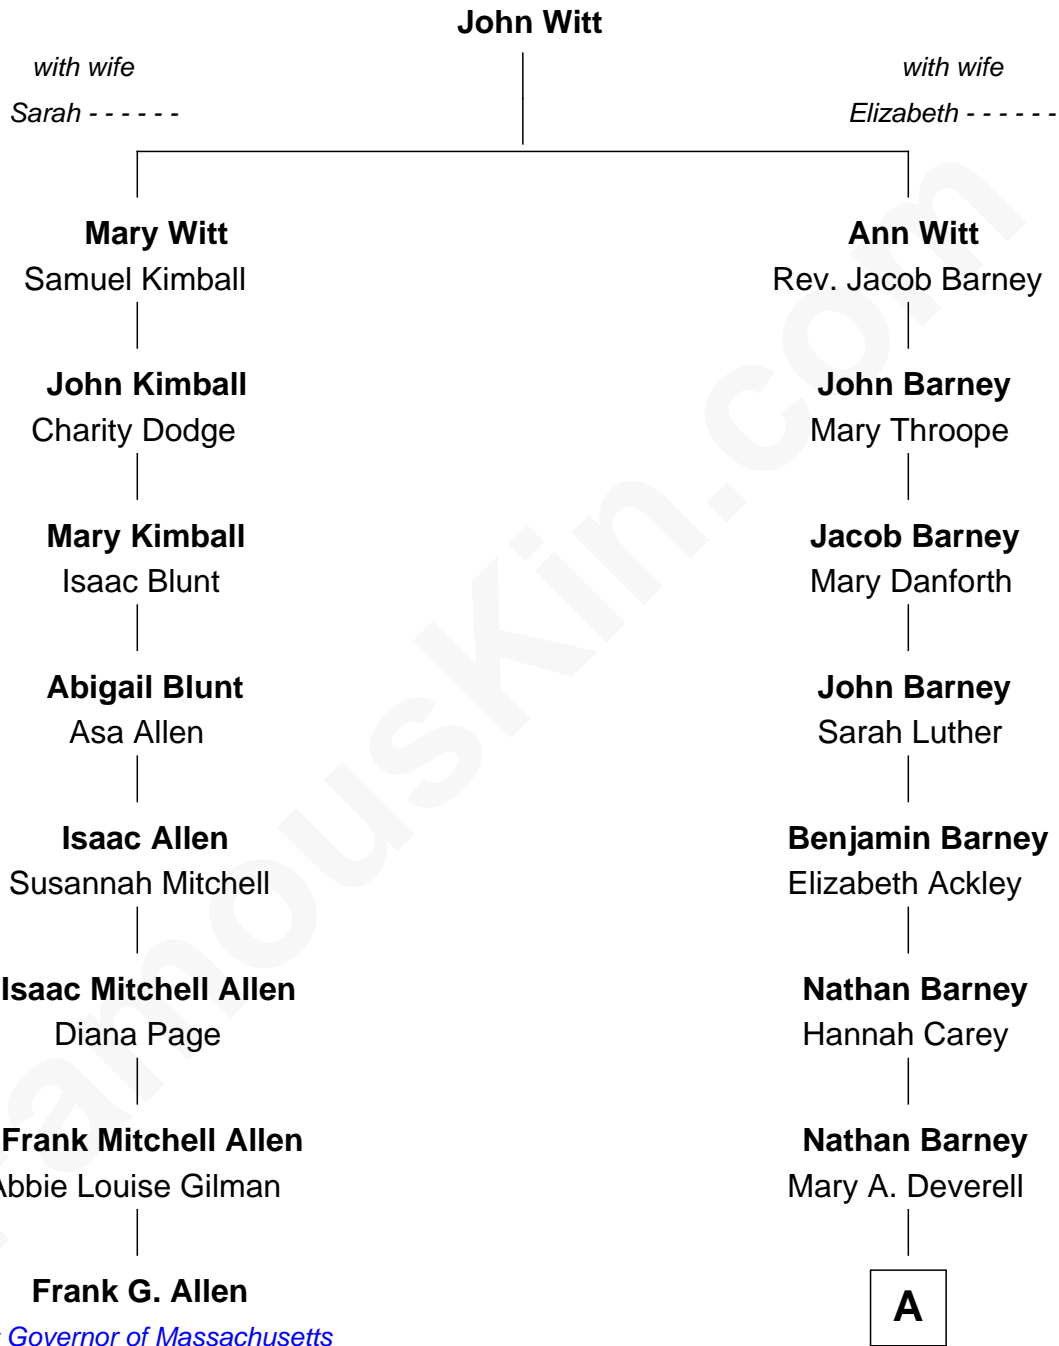 John Witt
with wife
Sarah - - - - - -
with wife
Elizabeth - - - - - -
Mary Witt
Samuel Kimball
Ann Witt
Rev. Jacob Barney
John Kimball
Charity Dodge
John Barney
Mary Throope
Mary Kimball
Isaac Blunt
Jacob Barney
Mary Danforth
Abigail Blunt
Asa Allen
John Barney
Sarah Luther
Isaac Allen
Susannah Mitchell
Benjamin Barney
Elizabeth Ackley
Isaac Mitchell Allen
Diana Page
Nathan Barney
Hannah Carey
Frank Mitchell Allen
Abbie Louise Gilman
Nathan Barney
Mary A. Deverell
Frank G. Allen
Governor of Massachusetts
A
famouskin.com